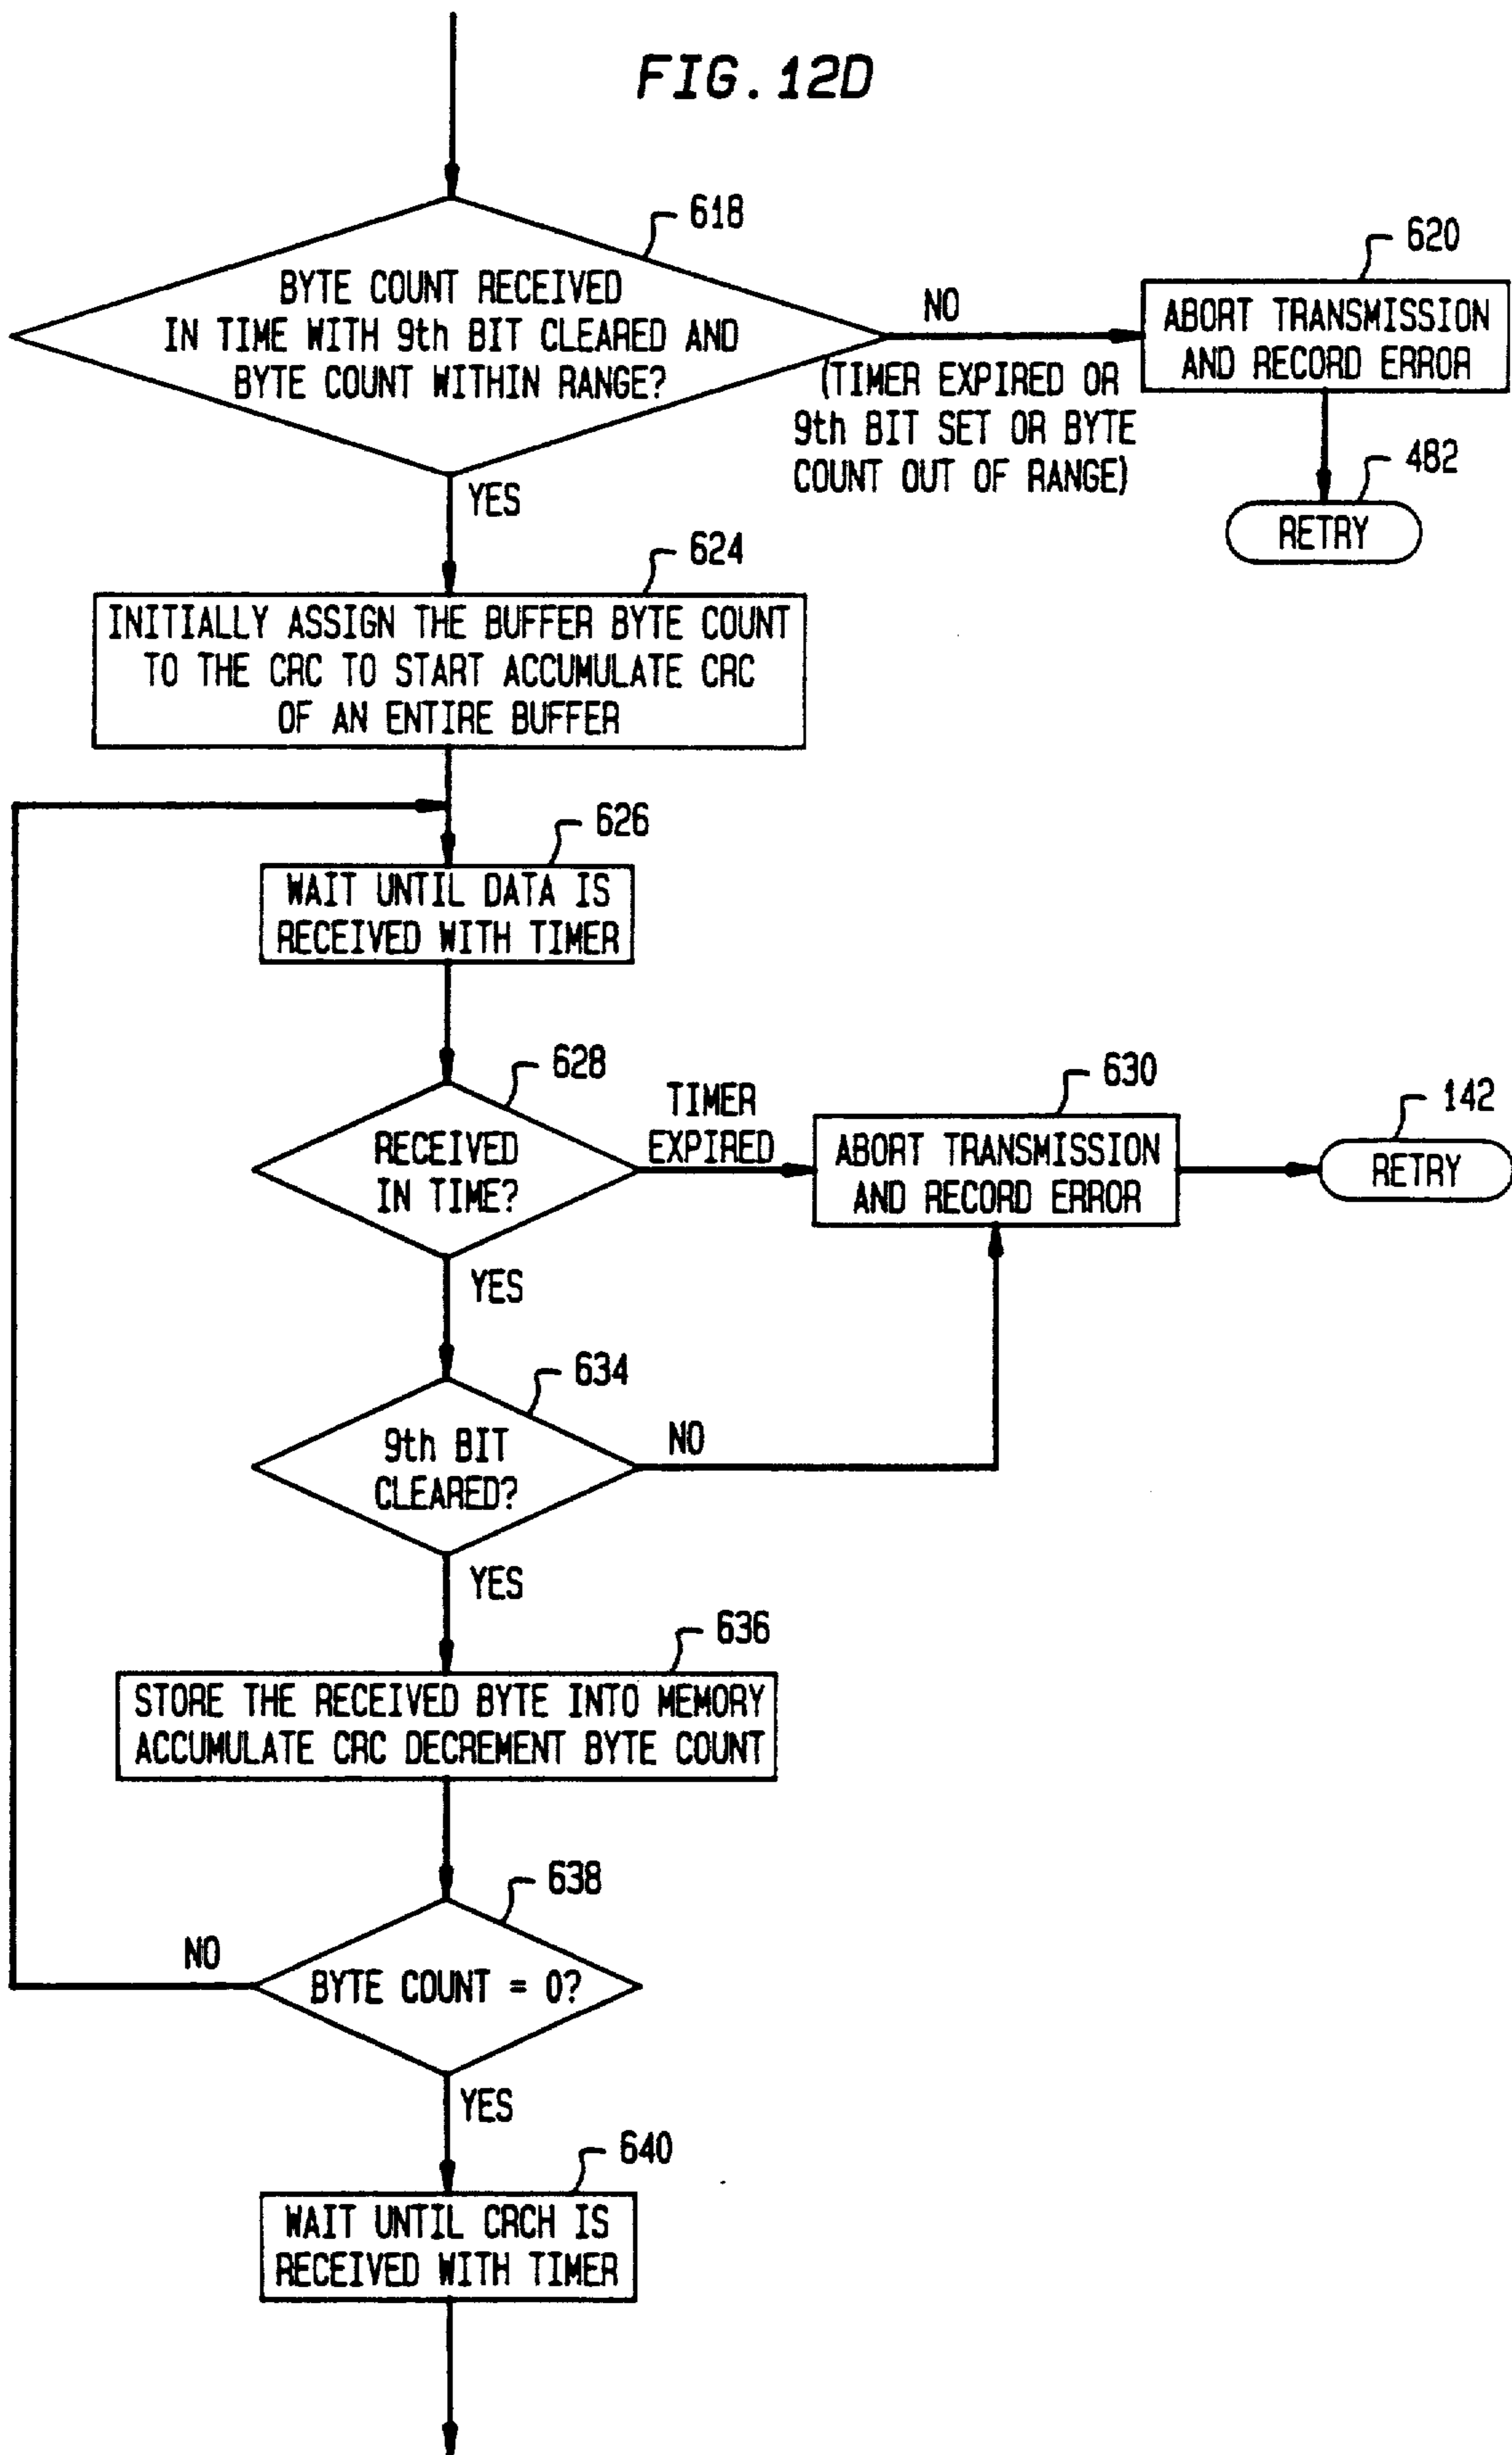 FIG. 12D
618
BYTE COUNT RECEIVED
IN TIME WITH 9th BIT CLEARED AND
BYTE COUNT WITHIN RANGE?
NO
(TIMER EXPIRED OR
9th BIT SET OR BYTE
COUNT OUT OF RANGE)
620
ABORT TRANSMISSION
AND RECORD ERROR
482
RETRY
YES
624
INITIALLY ASSIGN THE BUFFER BYTE COUNT
TO THE CRC TO START ACCUMULATE CRC
OF AN ENTIRE BUFFER
626
WAIT UNTIL DATA IS
RECEIVED WITH TIMER
628
RECEIVED
IN TIME?
TIMER
EXPIRED
630
ABORT TRANSMISSION
AND RECORD ERROR
142
RETRY
YES
634
9th BIT
CLEARED?
NO
YES
636
STORE THE RECEIVED BYTE INTO MEMORY
ACCUMULATE CRC DECREMENT BYTE COUNT
638
BYTE COUNT = 0?
NO
YES
640
WAIT UNTIL CRCH IS
RECEIVED WITH TIMER